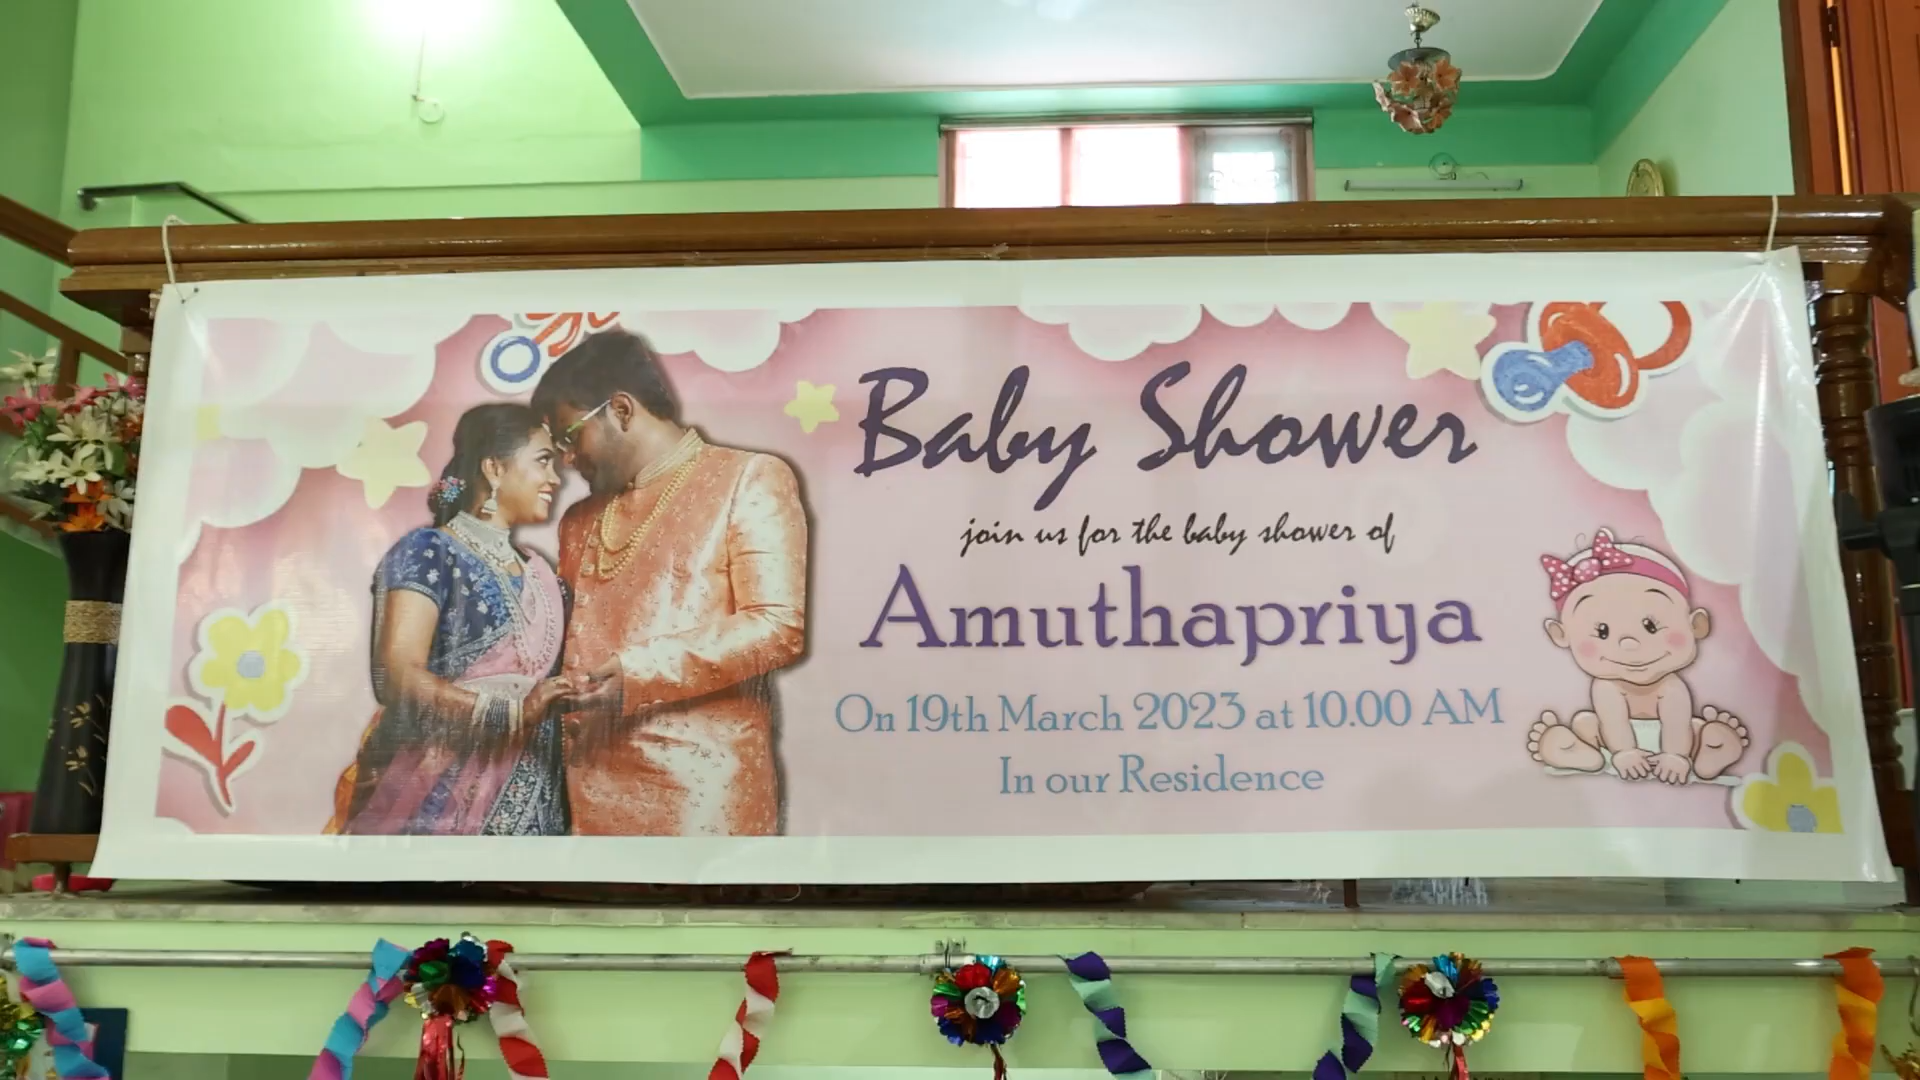 Baby Shower
join us for the baby shower of
Amuthapriya
On 19th March 2023 at 10.00 AM
In our Residence